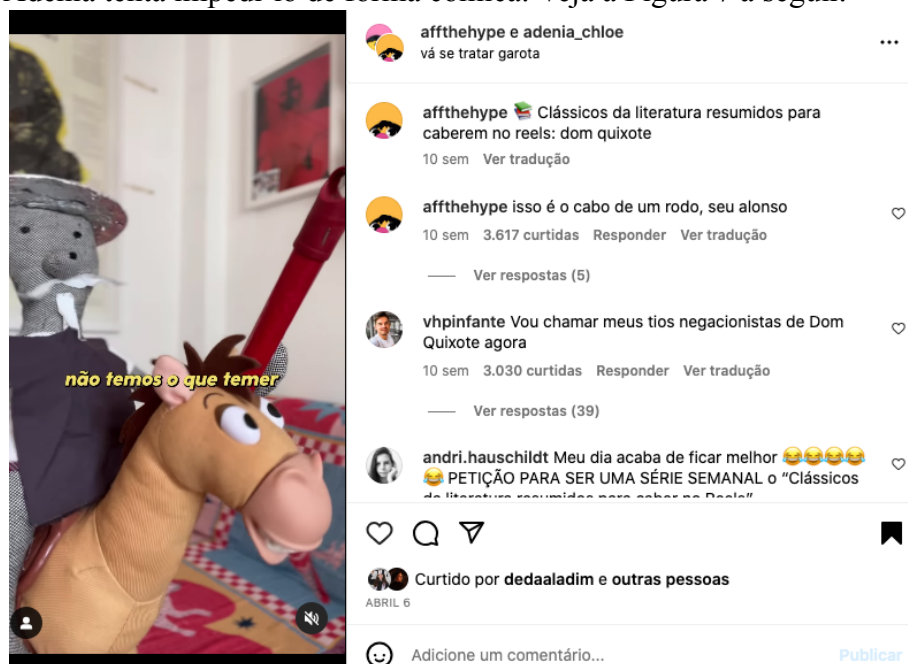 affthehype e adenia_chloe
vá se tratar garota
affthehype 📚 Clássicos da literatura resumidos para
caberem no reels: dom quixote
10 sem Ver tradução
affthehype isso é o cabo de um rodo, seu alonso
10 sem 3.617 curtidas Responder Ver tradução
Ver respostas (5)
vhpinfante Vou chamar meus tios negacionistas de Dom
Quixote agora
10 sem 3.030 curtidas Responder Ver tradução
Ver respostas (39)
andri.hauschildt Meu dia acaba de ficar melhor 😂😂😂😂
😂 PETIÇÃO PARA SER UMA SÉRIE SEMANAL o “Clássicos
não temos o que temer
Curtido por dedaaladim e outras pessoas
ABRIL 6
Adicione um comentário...
Publicar